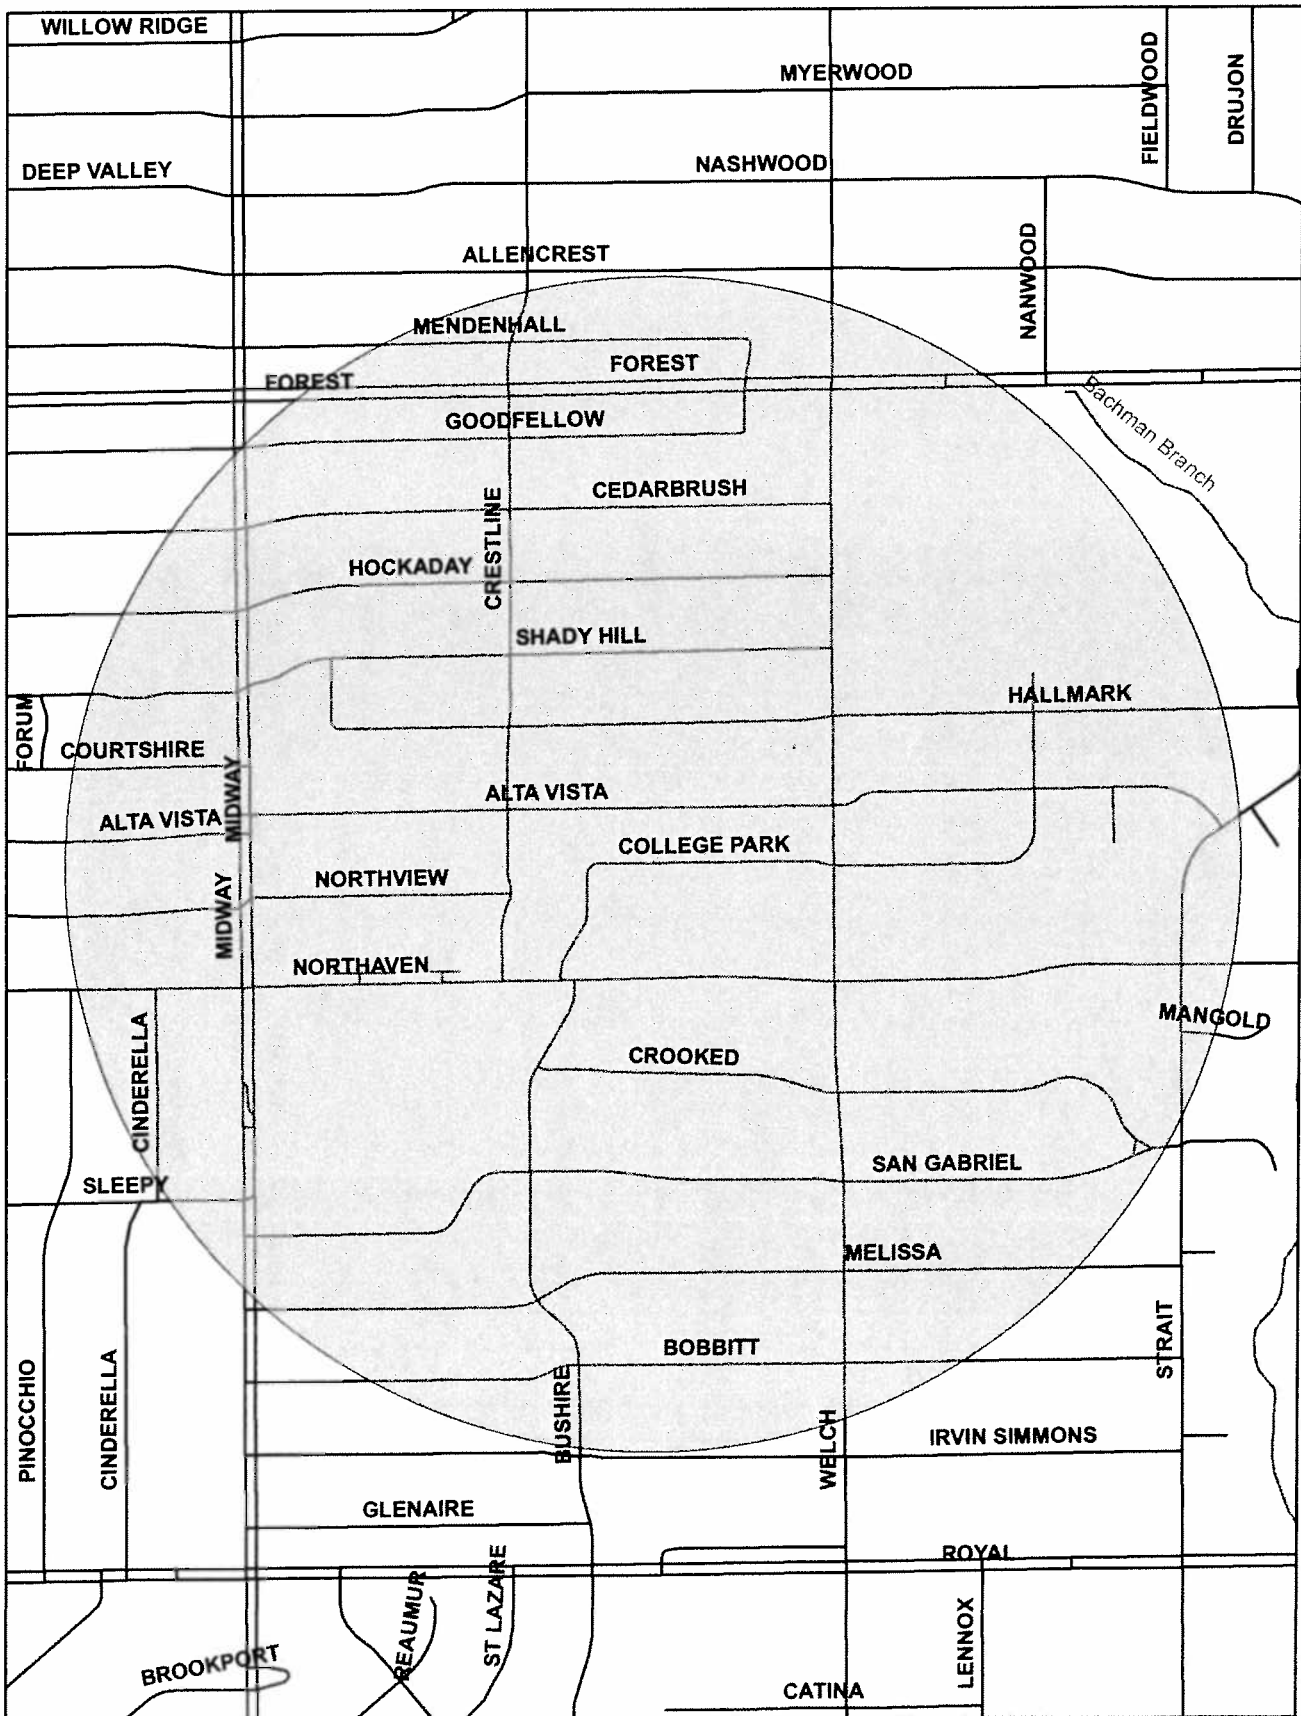 WILLOW RIDGE
MYERWOOD
FIELDWOOD
DRUJON
DEEP VALLEY
NASHWOOD
ALLENCREST
NANWOOD
MENDENHALL
FOREST
FOREST
Bachman Branch
GOODFELLOW
CEDARBRUSH
CRESTLINE
HOCKADAY
SHADY HILL
HALLMARK
FORUM
COURTSHIRE
MIDWAY
ALTA VISTA
ALTA VISTA
COLLEGE PARK
NORTHVIEW
MIDWAY
NORTHAVEN
MANGOLD
CINDERELLA
CROOKED
SAN GABRIEL
SLEEPY
MELISSA
STRAIT
BOBBITT
PINOCCHIO
CINDERELLA
BUSHIRE
WELCH
IRVIN SIMMONS
GLENAIRE
ROYAL
REAUMUR
ST LAZARE
LENNOX
BROOKPORT
CATINA